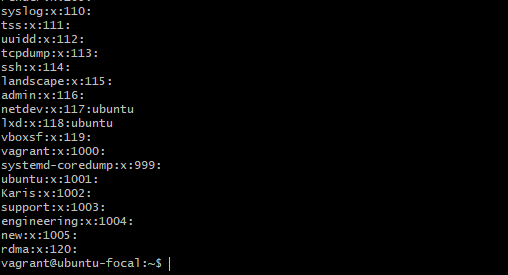 syslog:x:110:
tss:x:111:
uuidd:x:112:
tcpdump:x:113:
ssh:x:114:
landscape:x:115:
admin:x:116:
netdev:x:117:ubuntu
lxd:x:118:ubuntu
vboxsf:x:119:
vagrant:x:1000:
systemd-coredump:x:999:
ubuntu:x:1001:
Karis:x:1002:
support:x:1003:
engineering:x:1004:
new:x:1005:
rdma:x:120:
vagrant@ubuntu-focal:~$